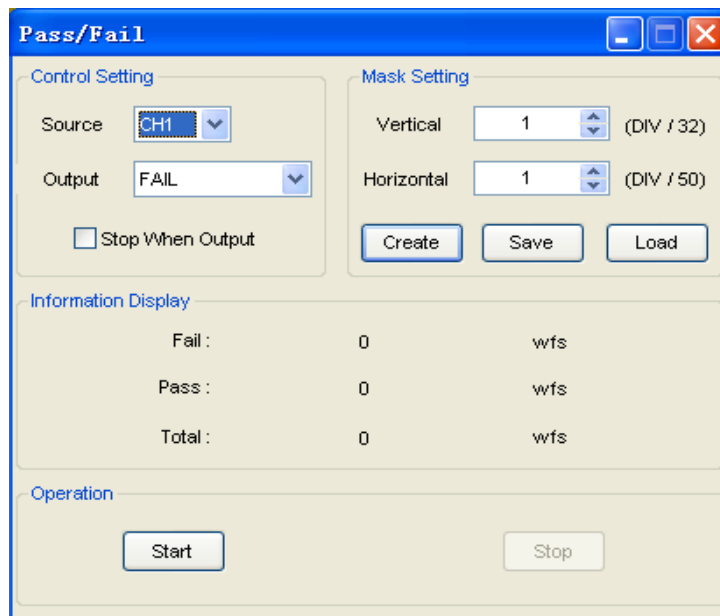 Pass/Fail
Control Setting
Source CH1
Output FAIL
Stop When Output
Mask Setting
Vertical 1 (DIV / 32)
Horizontal 1 (DIV / 50)
Create Save Load
Information Display
Fail : 0 wfs
Pass : 0 wfs
Total : 0 wfs
Operation
Start Stop